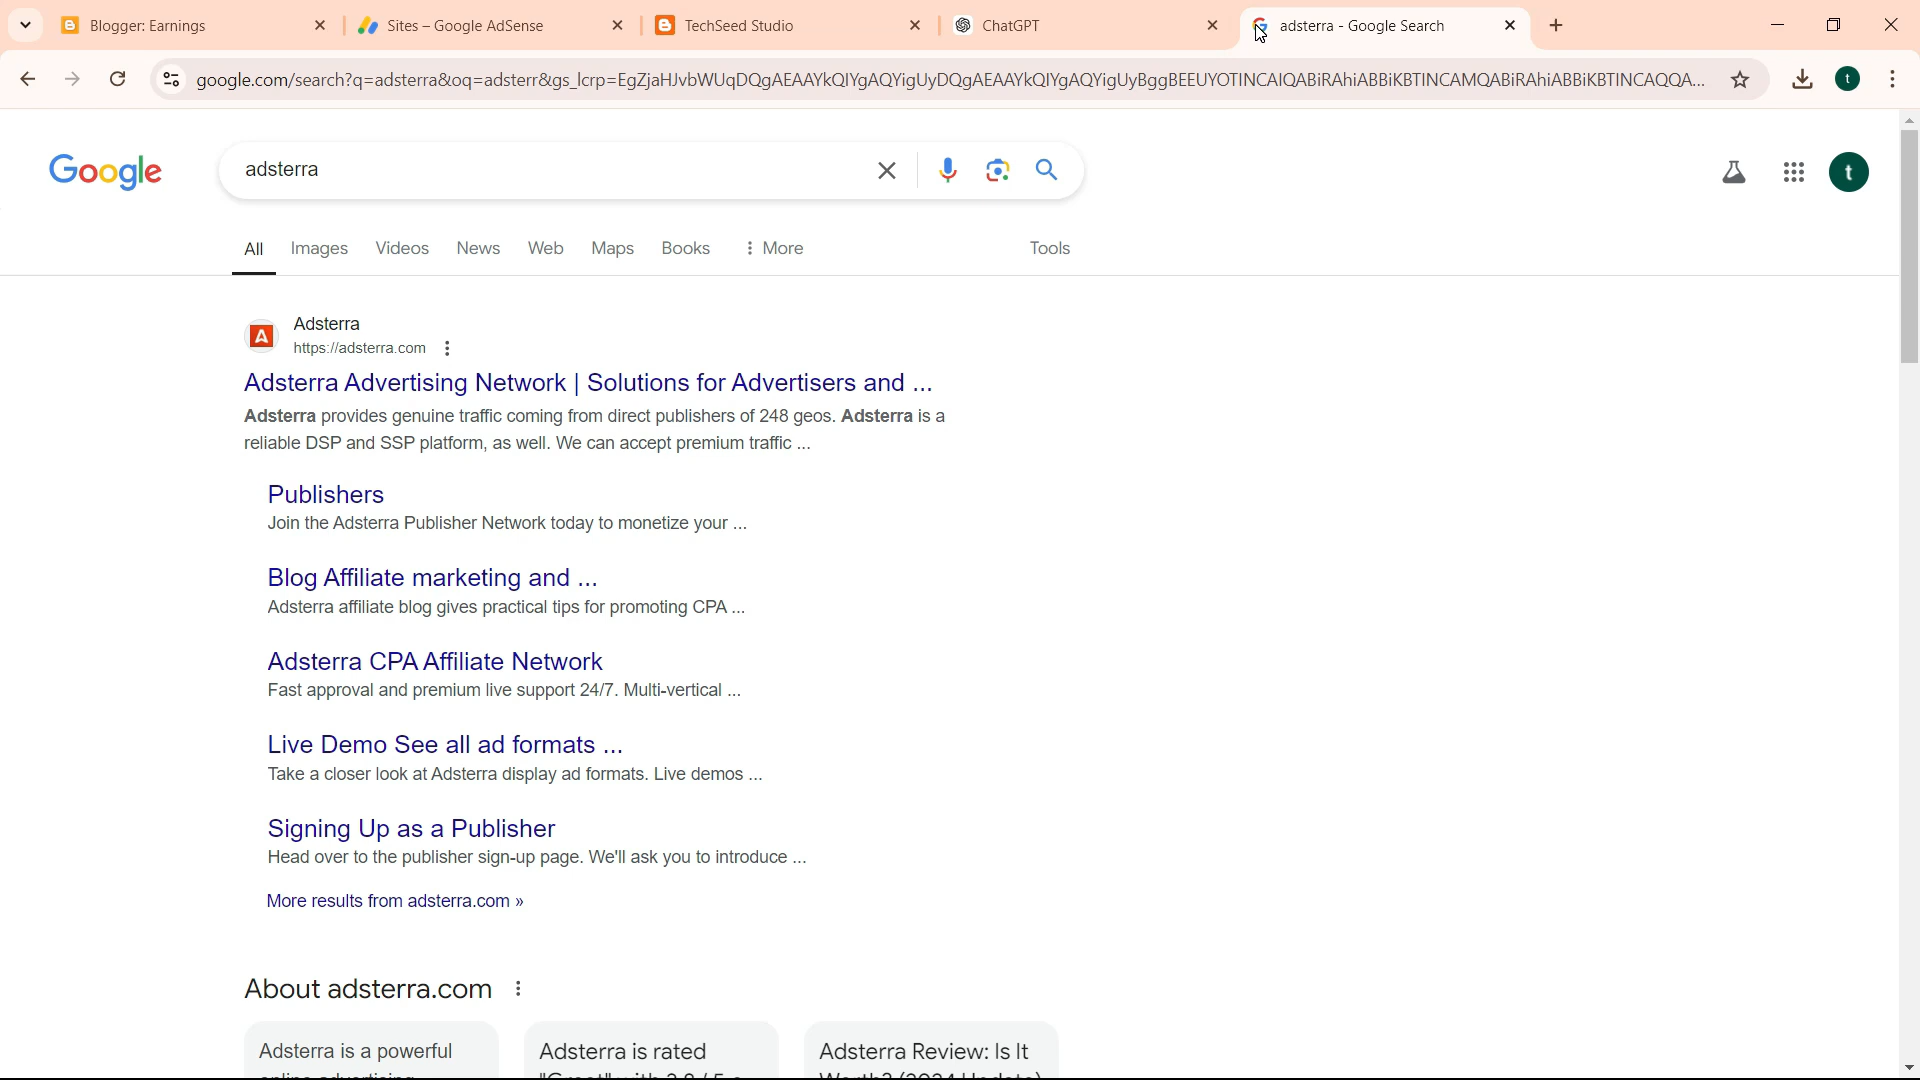 Blogger: Earnings
Sites – Google AdSense
TechSeed Studio
ChatGPT
adsterra - Google Search
google.com/search?q=adsterra&oq=adsterr&gs_lcrp=EgZjaHJvbWUqDQgAEAAYkQIYgAQYigUyDQgAEAAYkQIYgAQYigUyBggBEEUYOTINCAIQABiRAhiABBiKBTINCAMQABiRAhiABBiKBTINCAQQA...
t
Google
adsterra
t
All Images Videos News Web Maps Books More Tools
Adsterra
https://adsterra.com
Adsterra Advertising Network | Solutions for Advertisers and ...
Adsterra provides genuine traffic coming from direct publishers of 248 geos. Adsterra is a
reliable DSP and SSP platform, as well. We can accept premium traffic ...
Publishers
Join the Adsterra Publisher Network today to monetize your ...
Blog Affiliate marketing and ...
Adsterra affiliate blog gives practical tips for promoting CPA ...
Adsterra CPA Affiliate Network
Fast approval and premium live support 24/7. Multi-vertical ...
Live Demo See all ad formats ...
Take a closer look at Adsterra display ad formats. Live demos ...
Signing Up as a Publisher
Head over to the publisher sign-up page. We'll ask you to introduce ...
More results from adsterra.com »
About adsterra.com
Adsterra is a powerful
Adsterra is rated
Adsterra Review: Is It